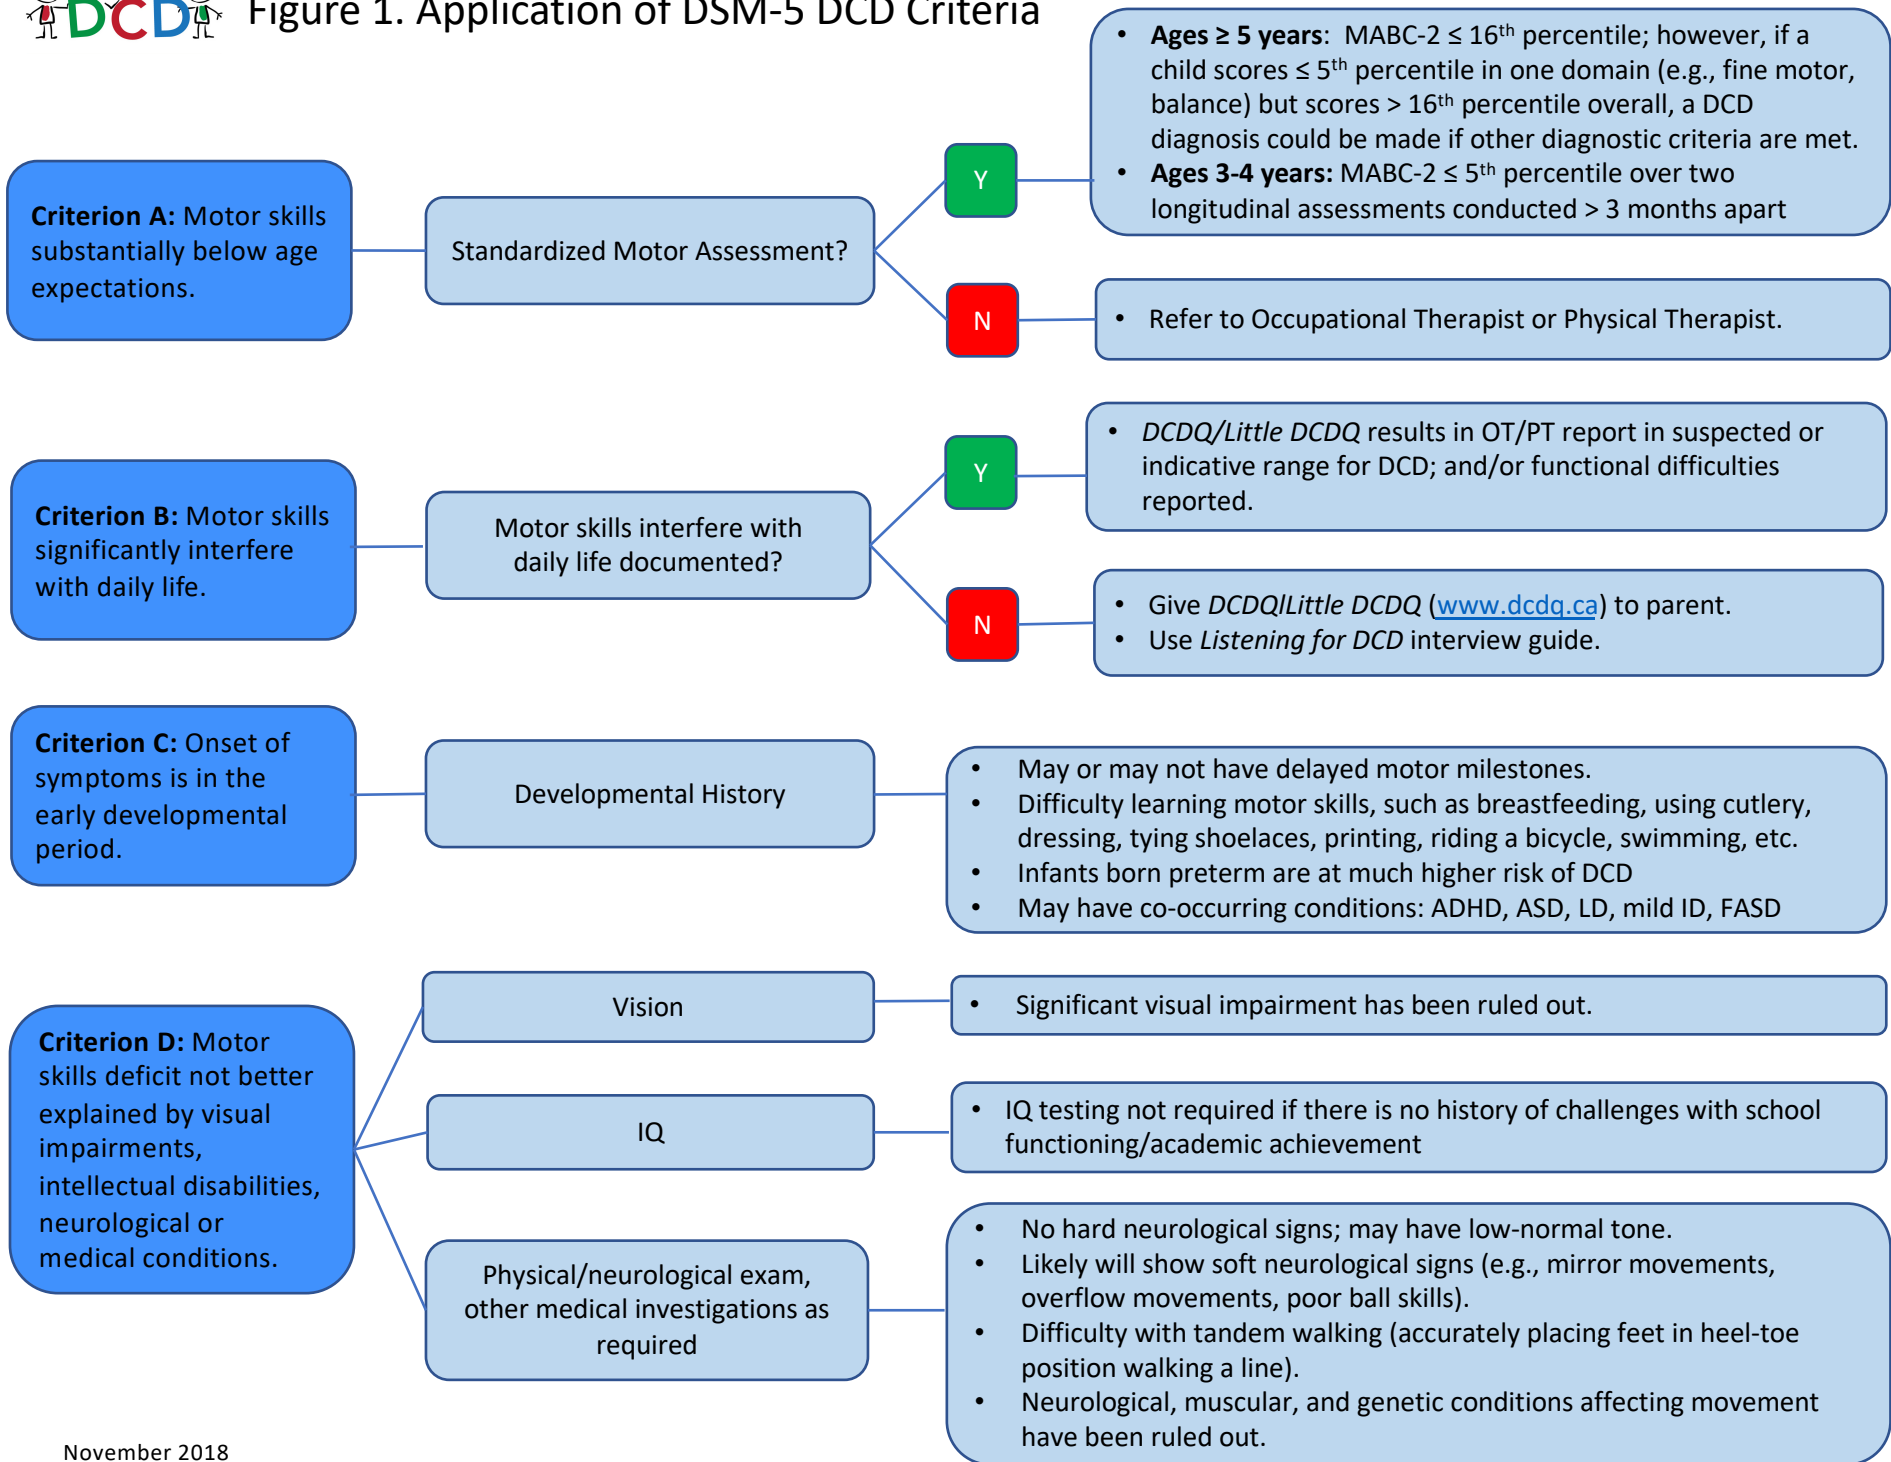 DCD Figure 1. Application of DSM-5 DCD Criteria
Criterion A: Motor skills
substantially below age
expectations.
Standardized Motor Assessment?
Y
• Ages ≥ 5 years: MABC-2 ≤ 16th percentile; however, if a
child scores ≤ 5th percentile in one domain (e.g., fine motor,
balance) but scores > 16th percentile overall, a DCD
diagnosis could be made if other diagnostic criteria are met.
• Ages 3-4 years: MABC-2 ≤ 5th percentile over two
longitudinal assessments conducted > 3 months apart
N
• Refer to Occupational Therapist or Physical Therapist.
Criterion B: Motor skills
significantly interfere
with daily life.
Motor skills interfere with
daily life documented?
Y
• DCDQ/Little DCDQ results in OT/PT report in suspected or
indicative range for DCD; and/or functional difficulties
reported.
N
• Give DCDQlLittle DCDQ (www.dcdq.ca) to parent.
• Use Listening for DCD interview guide.
Criterion C: Onset of
symptoms is in the
early developmental
period.
Developmental History
• May or may not have delayed motor milestones.
• Difficulty learning motor skills, such as breastfeeding, using cutlery,
dressing, tying shoelaces, printing, riding a bicycle, swimming, etc.
• Infants born preterm are at much higher risk of DCD
• May have co-occurring conditions: ADHD, ASD, LD, mild ID, FASD
Criterion D: Motor
skills deficit not better
explained by visual
impairments,
intellectual disabilities,
neurological or
medical conditions.
Vision
• Significant visual impairment has been ruled out.
IQ
• IQ testing not required if there is no history of challenges with school
functioning/academic achievement
Physical/neurological exam,
other medical investigations as
required
• No hard neurological signs; may have low-normal tone.
• Likely will show soft neurological signs (e.g., mirror movements,
overflow movements, poor ball skills).
• Difficulty with tandem walking (accurately placing feet in heel-toe
position walking a line).
• Neurological, muscular, and genetic conditions affecting movement
have been ruled out.
November 2018